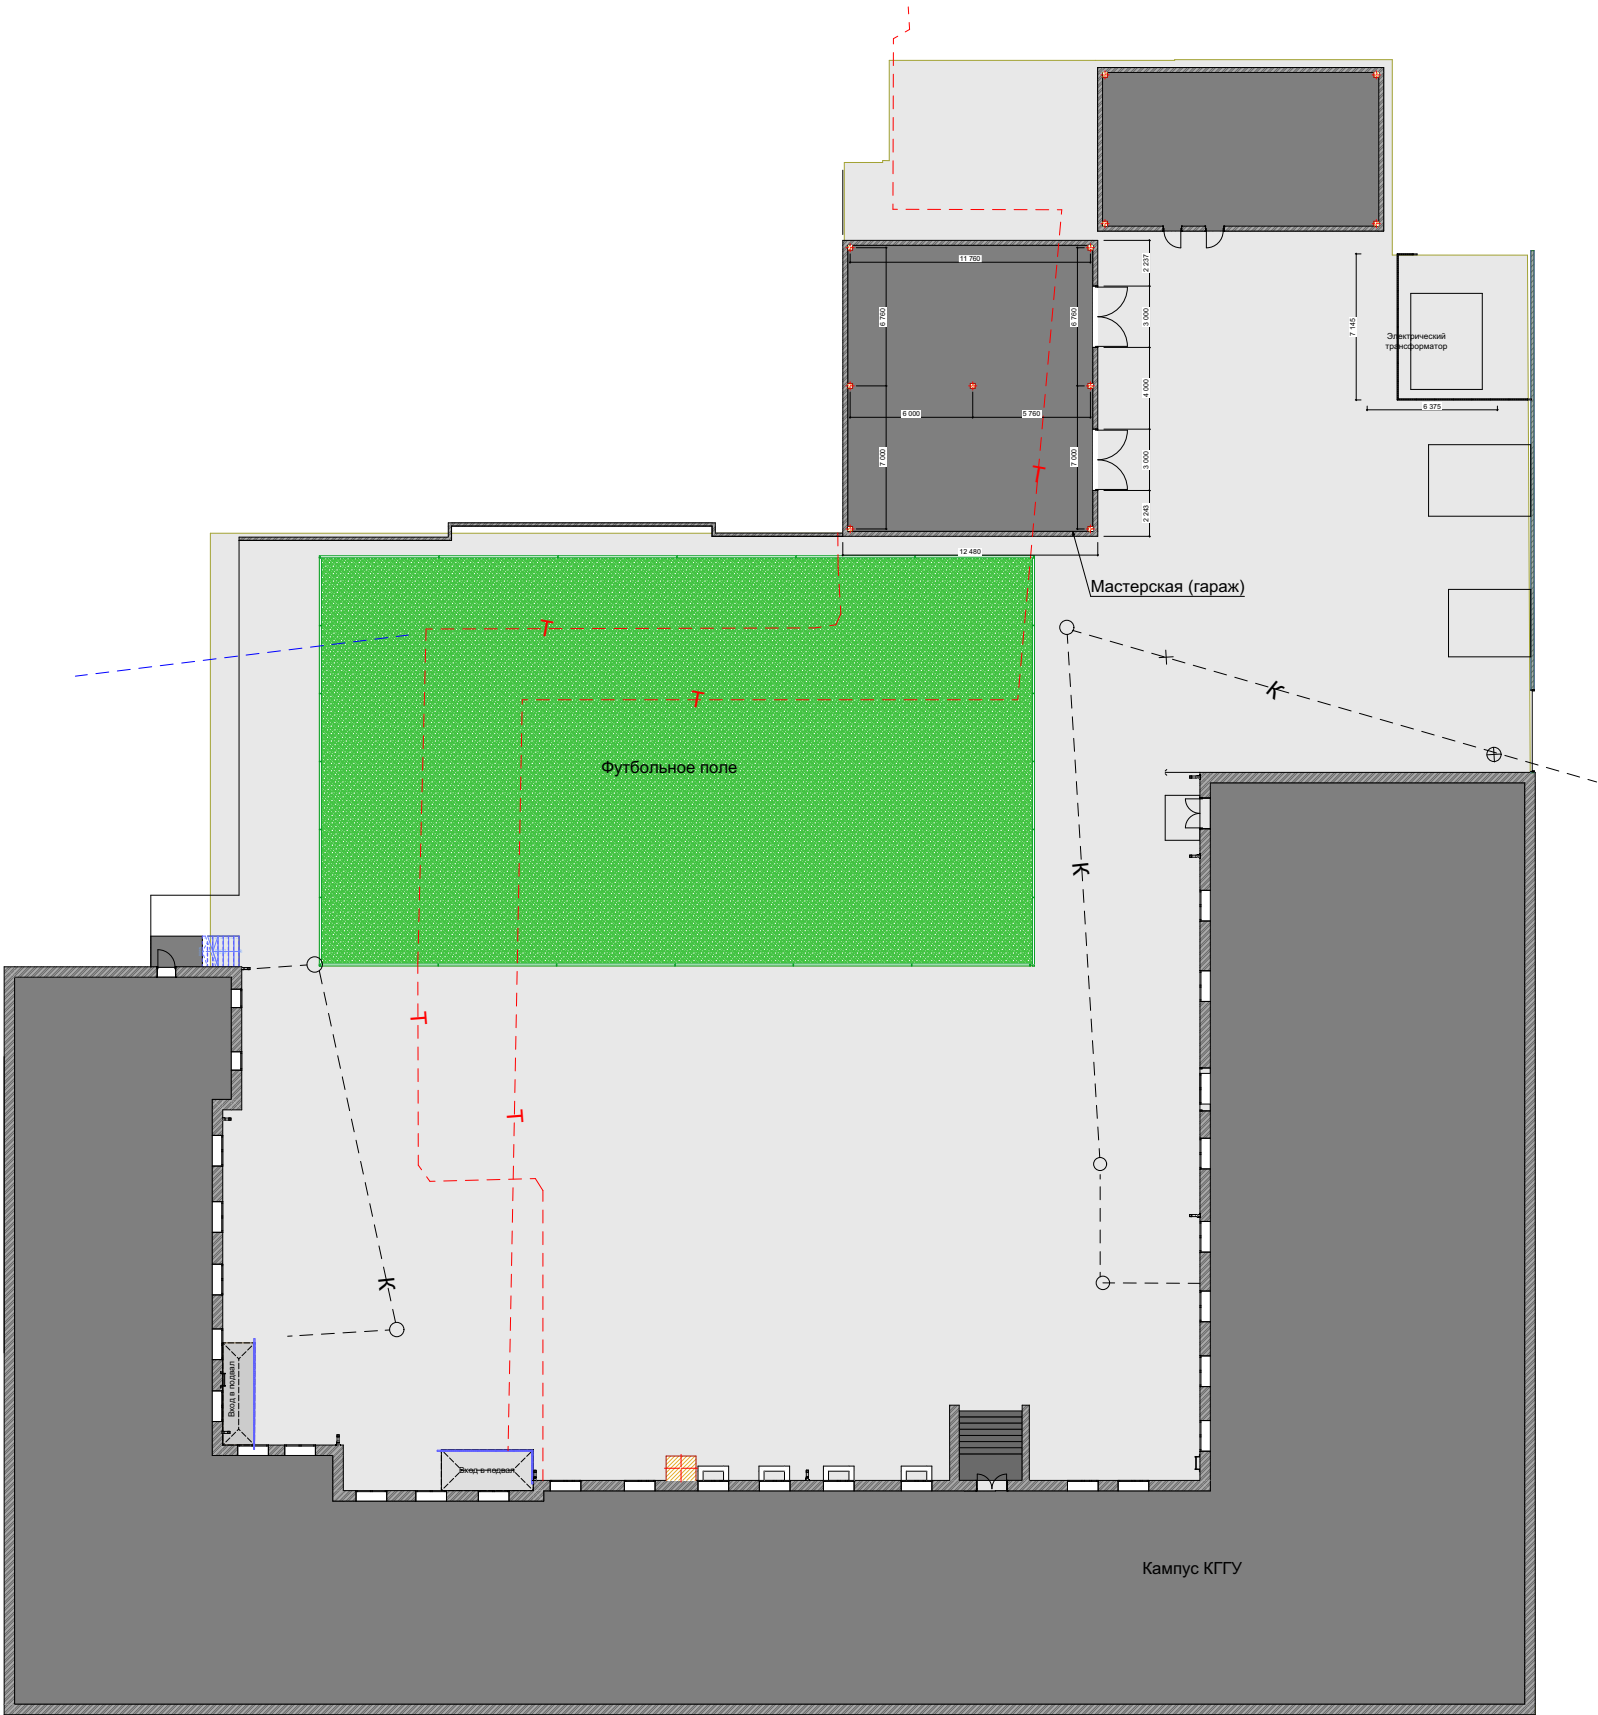 11 760
2 237
6 760
6 760
3 000
7 145
Электрический
трансформатор
4 000
6 000
5 760
6 375
7 000
7 000
3 000
T
2 243
12 480
Мастерская (гараж)
T
К
T
Футбольное поле
К
T
T
К
Вход в подвал
Вход в подвал
Кампус КГГУ